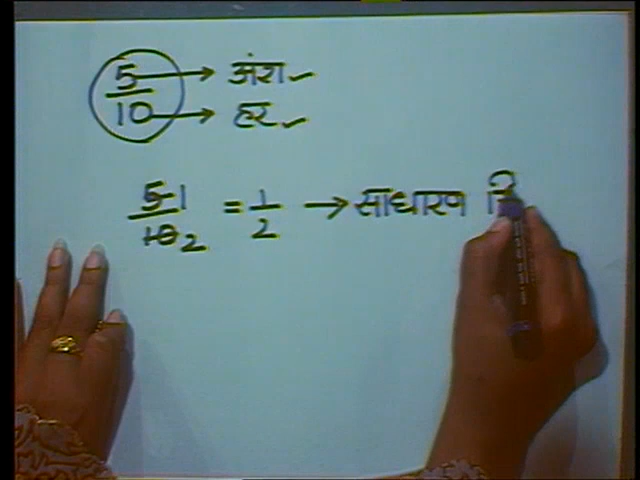 5 → अंश ✓
10 → हर ✓
5 1
10 2 = 1/2 → साधारण